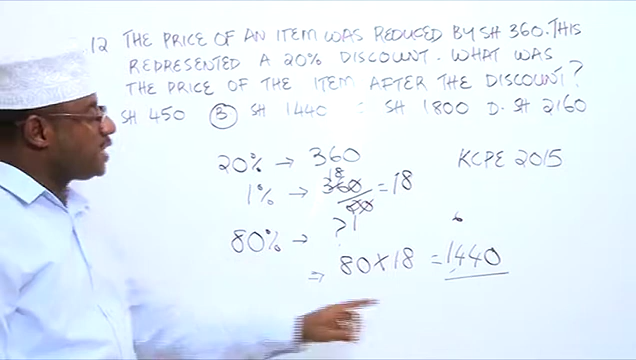 12 THE PRICE OF AN ITEM WAS REDUCED BY SH 360. THIS
REPRESENTED A 20% DISCOUNT. WHAT WAS
THE PRICE OF THE ITEM AFTER THE DISCOUNT?
SH 450 B SH 1440 : SH 1800 D. SH 2160
20% → 360 KCPE 2015
18
1% → 360/20 = 18
1
80% → ?
⇒ 80×18 = 1440